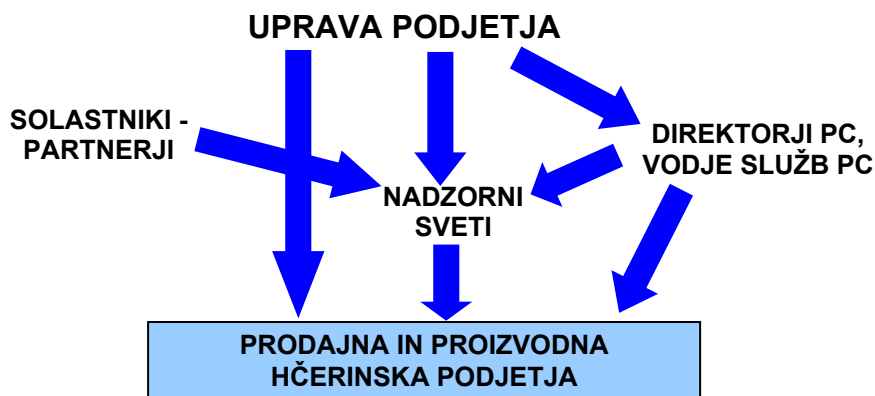 UPRAVA PODJETJA
SOLASTNIKI -
PARTNERJI
DIREKTORJI PC,
VODJE SLUŽB PC
NADZORNI
SVETI
PRODAJNA IN PROIZVODNA
HČERINSKA PODJETJA